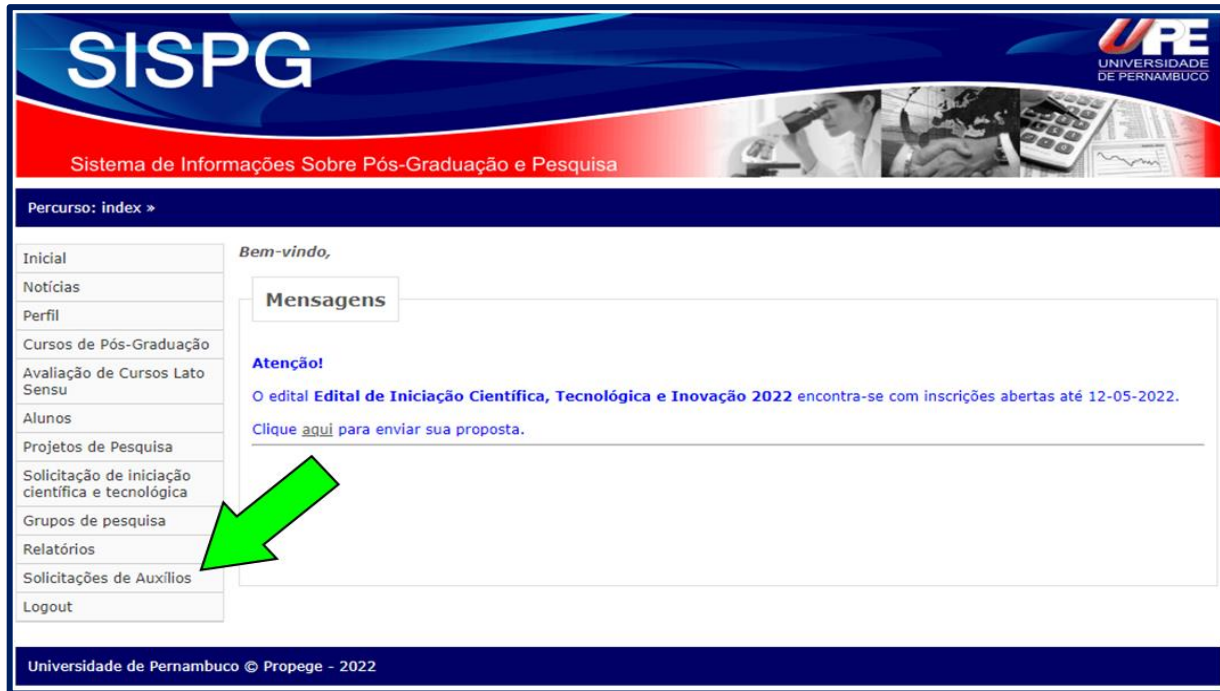 SISPG
UPE
UNIVERSIDADE
DE PERNAMBUCO
Sistema de Informações Sobre Pós-Graduação e Pesquisa
Percurso: index »
Inicial
Notícias
Perfil
Cursos de Pós-Graduação
Avaliação de Cursos Lato
Sensu
Alunos
Projetos de Pesquisa
Solicitação de iniciação
científica e tecnológica
Grupos de pesquisa
Relatórios
Solicitações de Auxílios
Logout
Bem-vindo,
Mensagens
Atenção!
O edital Edital de Iniciação Científica, Tecnológica e Inovação 2022 encontra-se com inscrições abertas até 12-05-2022.
Clique aqui para enviar sua proposta.
Universidade de Pernambuco © Propege - 2022